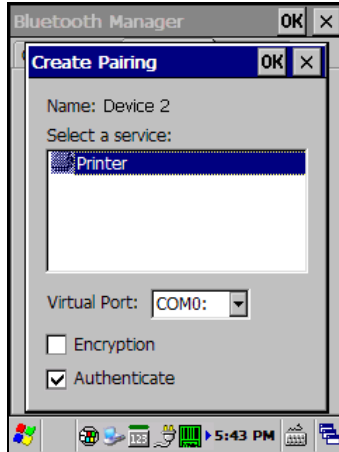 Bluetooth Manager OK ×
Create Pairing OK ×
Name: Device 2
Select a service:
Printer
Virtual Port: COM0:
Encryption
Authenticate
123 5:43 PM